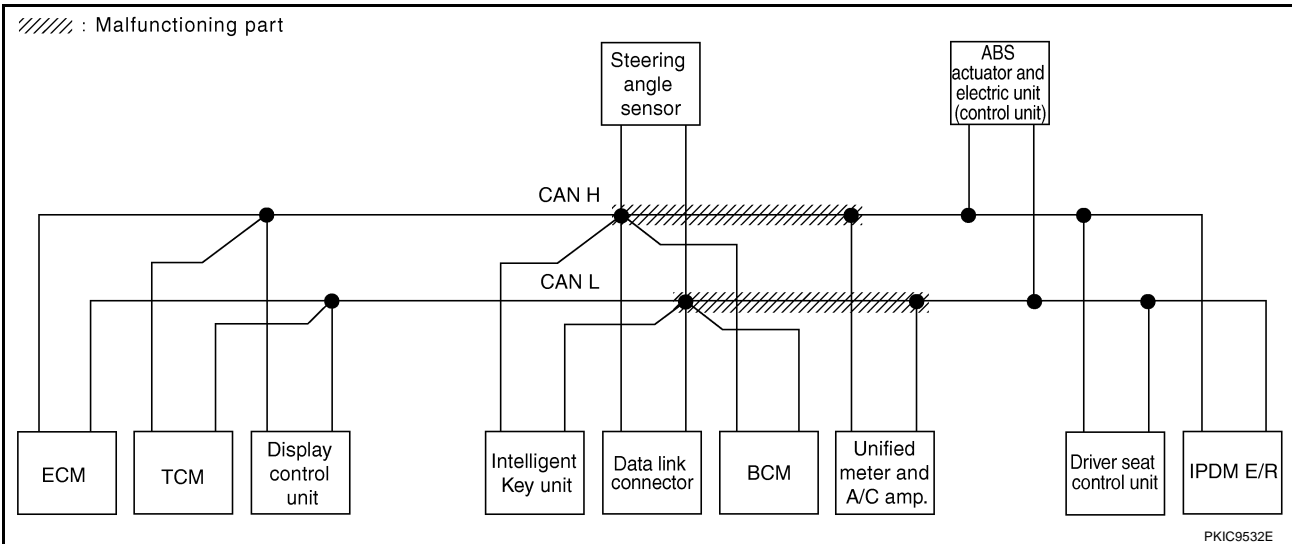 : Malfunctioning part
Steering
angle
sensor
ABS
actuator and
electric unit
(control unit)
CAN H
CAN L
ECM
TCM
Display
control
unit
Intelligent
Key unit
Data link
connector
BCM
Unified
meter and
A/C amp.
Driver seat
control unit
IPDM E/R
PKIC9532E